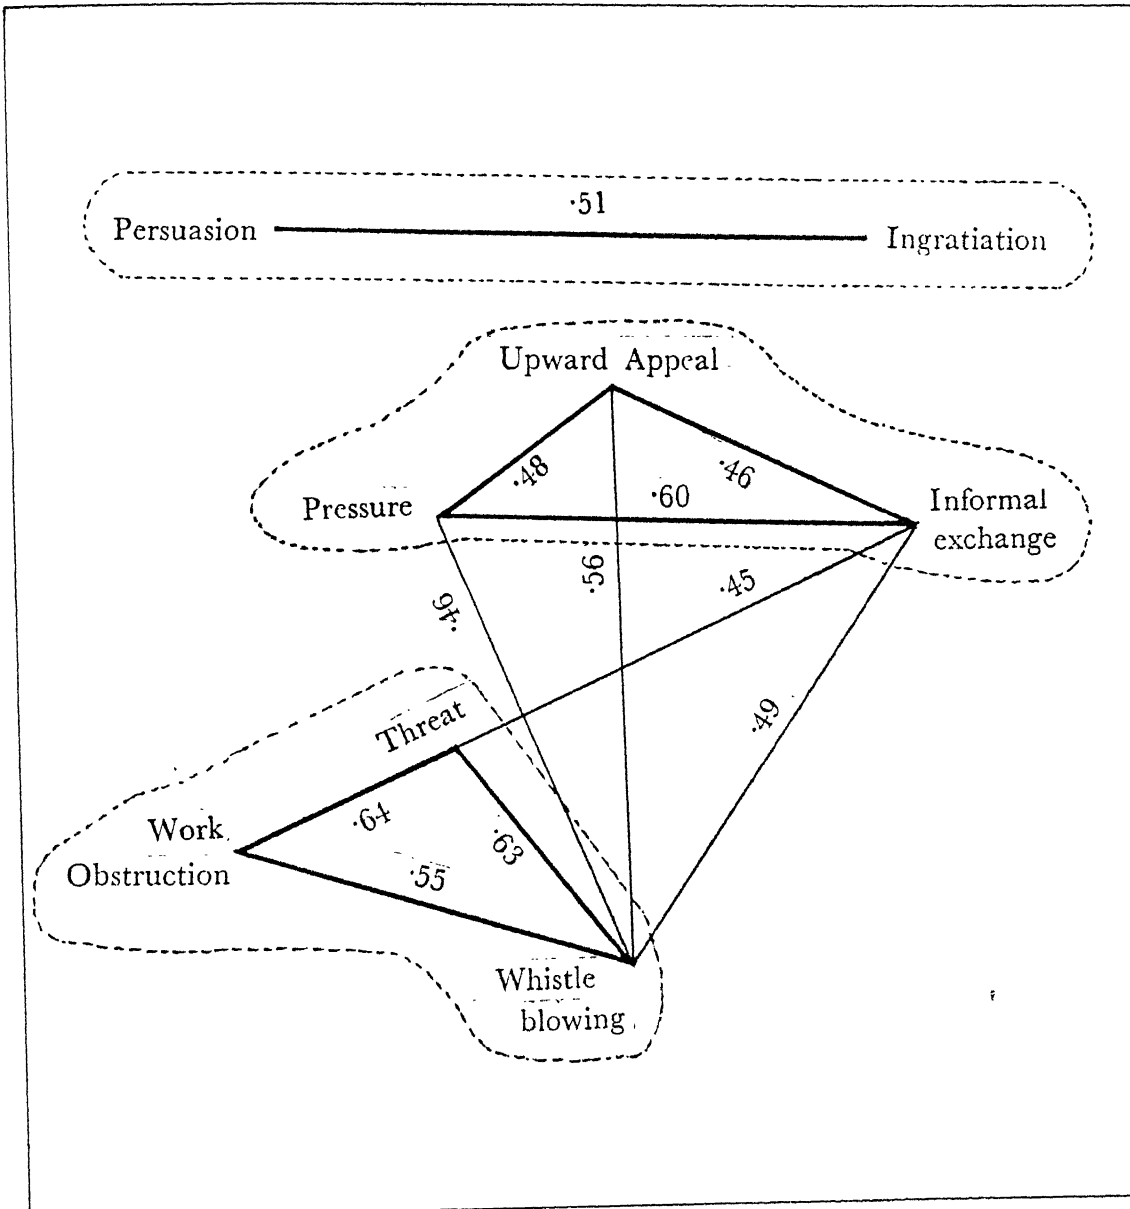 ·51
Persuasion
Ingratiation
Upward Appeal
·48
·46
·60
Pressure
Informal
exchange
·56
·45
·46
·49
Threat
·64
·63
Work
·55
Obstruction
Whistle
blowing